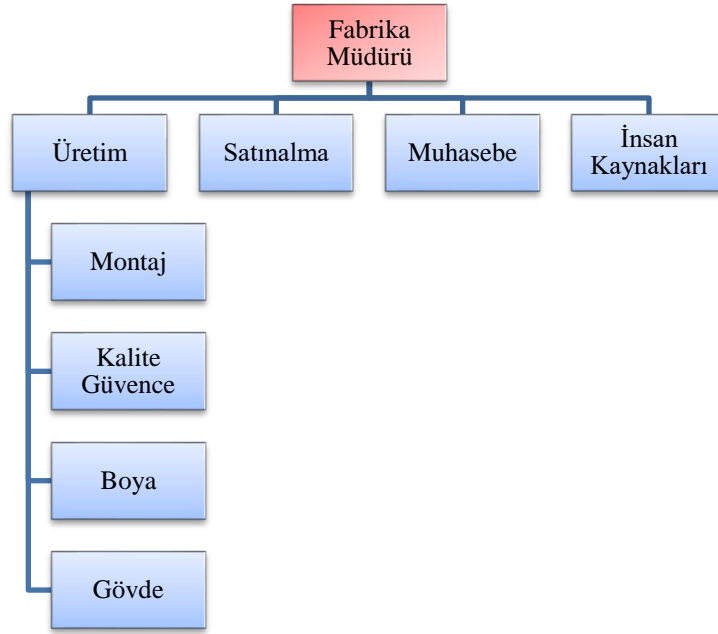 Fabrika
Müdürü
Üretim
Satınalma
Muhasebe
İnsan
Kaynakları
Montaj
Kalite
Güvence
Boya
Gövde